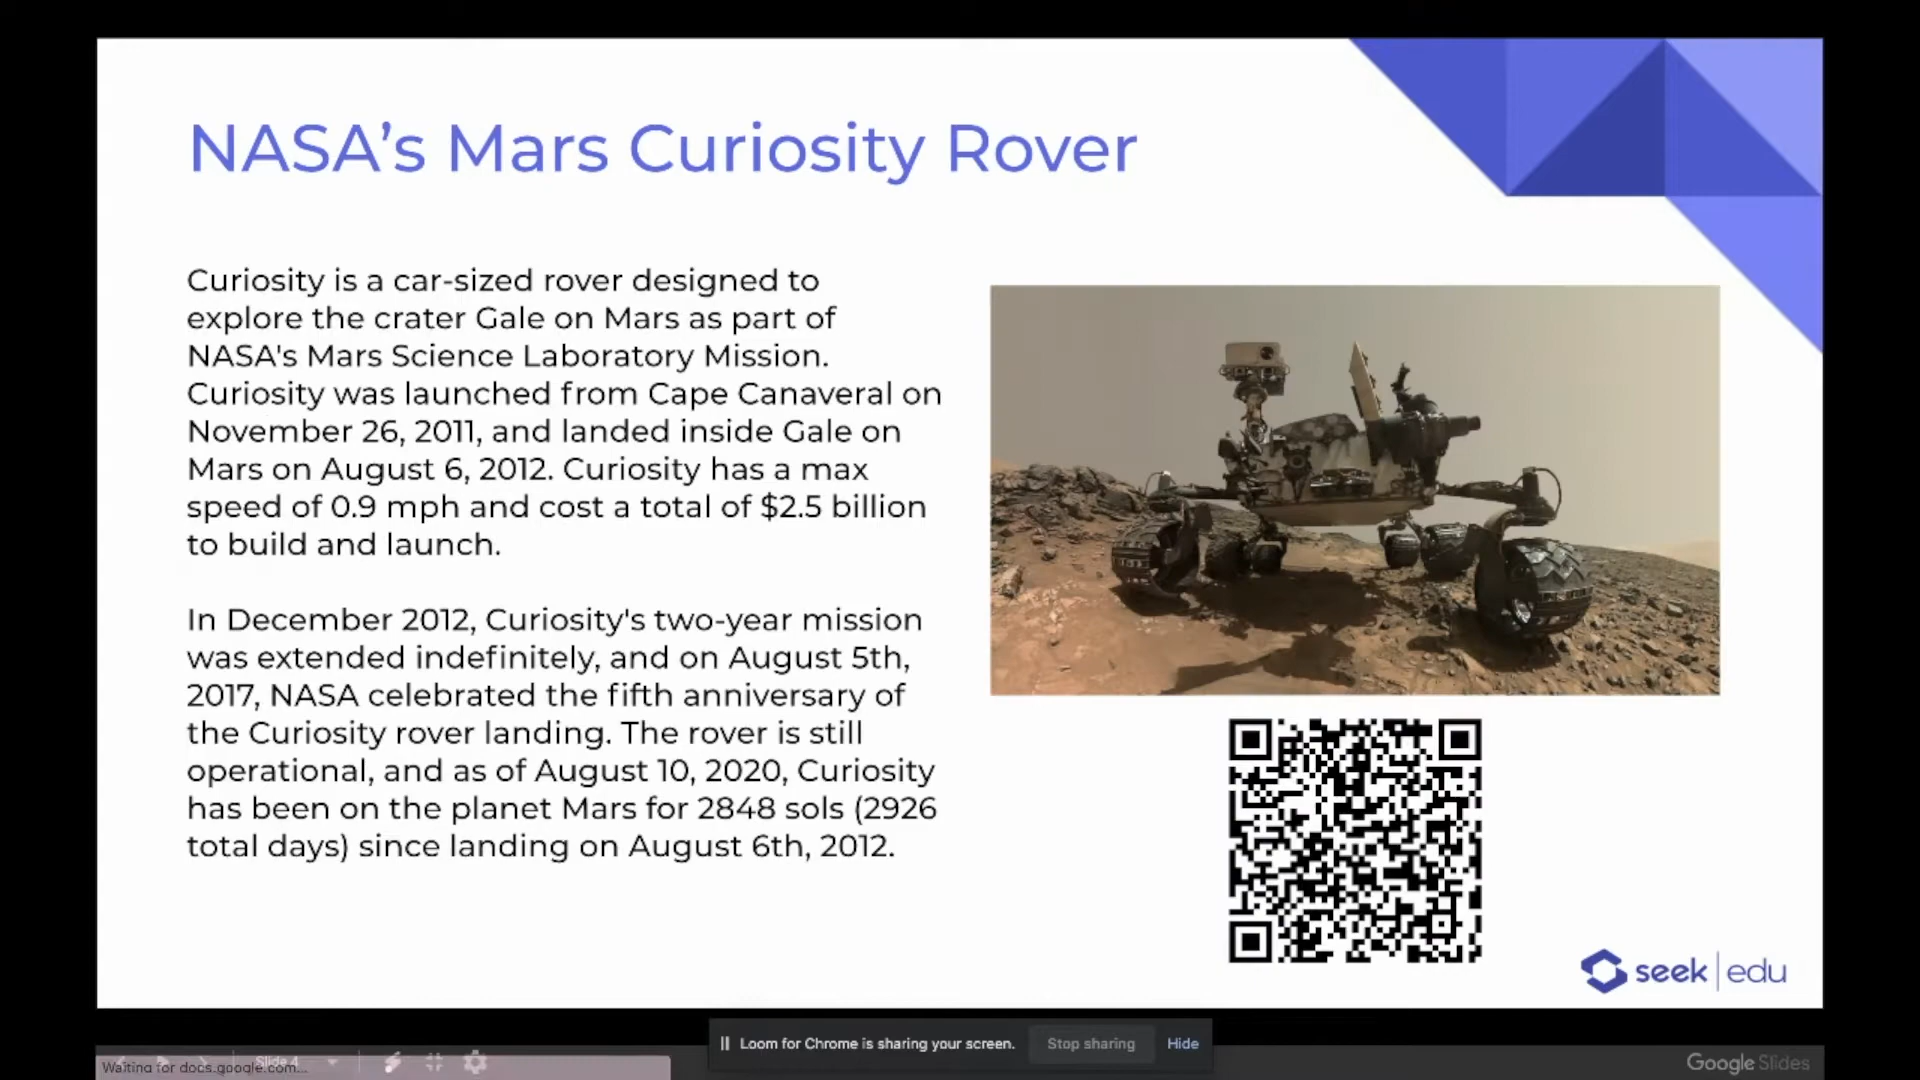 NASA’s Mars Curiosity Rover
Curiosity is a car-sized rover designed to
explore the crater Gale on Mars as part of
NASA's Mars Science Laboratory Mission.
Curiosity was launched from Cape Canaveral on
November 26, 2011, and landed inside Gale on
Mars on August 6, 2012. Curiosity has a max
speed of 0.9 mph and cost a total of $2.5 billion
to build and launch.
In December 2012, Curiosity's two-year mission
was extended indefinitely, and on August 5th,
2017, NASA celebrated the fifth anniversary of
the Curiosity rover landing. The rover is still
operational, and as of August 10, 2020, Curiosity
has been on the planet Mars for 2848 sols (2926
total days) since landing on August 6th, 2012.
seek | edu
Loom for Chrome is sharing your screen. Stop sharing Hide
Slide 4
Waiting for docs.google.com...
Google Slides